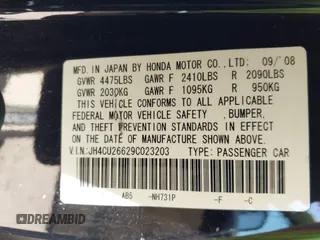 MFD. IN JAPAN BY HONDA MOTOR CO., LTD. 09/'08
GVWR 4475LBS GAWR F 2410LBS R 2090LBS
GVWR 2030KG GAWR F 1095KG R 950KG
THIS VEHICLE CONFORMS TO ALL APPLICABLE
FEDERAL MOTOR VEHICLE SAFETY , BUMPER,
AND THEFT PREVENTION STANDARDS IN EFFECT
ON THE DATE OF MANUFACTURE SHOWN ABOVE.
V I N: JH4CU26629C023203 TYPE: PASSENGER CAR
AB5 -NH731P -F -C
DREAMBID